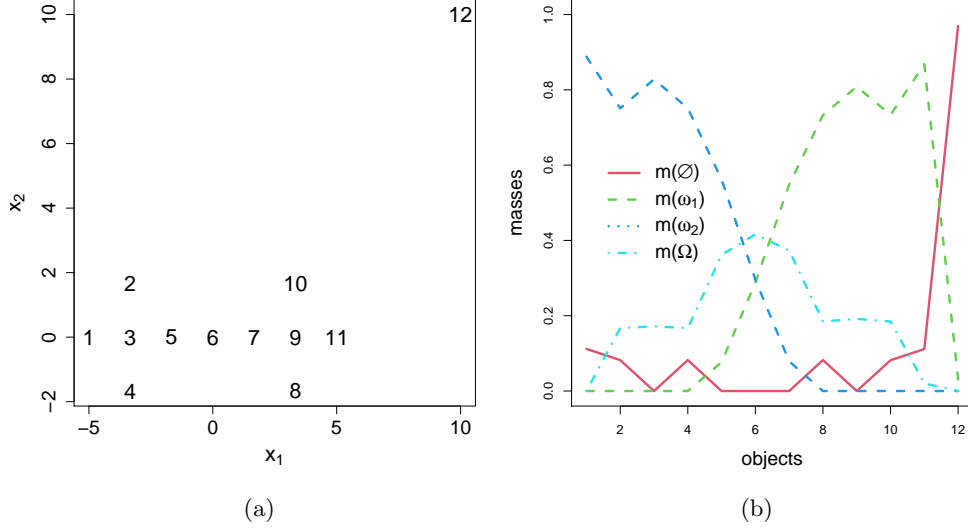 10
8
6
4
2
0
−2
x₂
12
2
10
1 3 5 6 7 9 11
4
8
−5 0 5 10
x₁
(a)
1.0
0.8
0.6
0.4
0.2
0.0
masses
m(∅)
m(ω₁)
m(ω₂)
m(Ω)
2 4 6 8 10 12
objects
(b)